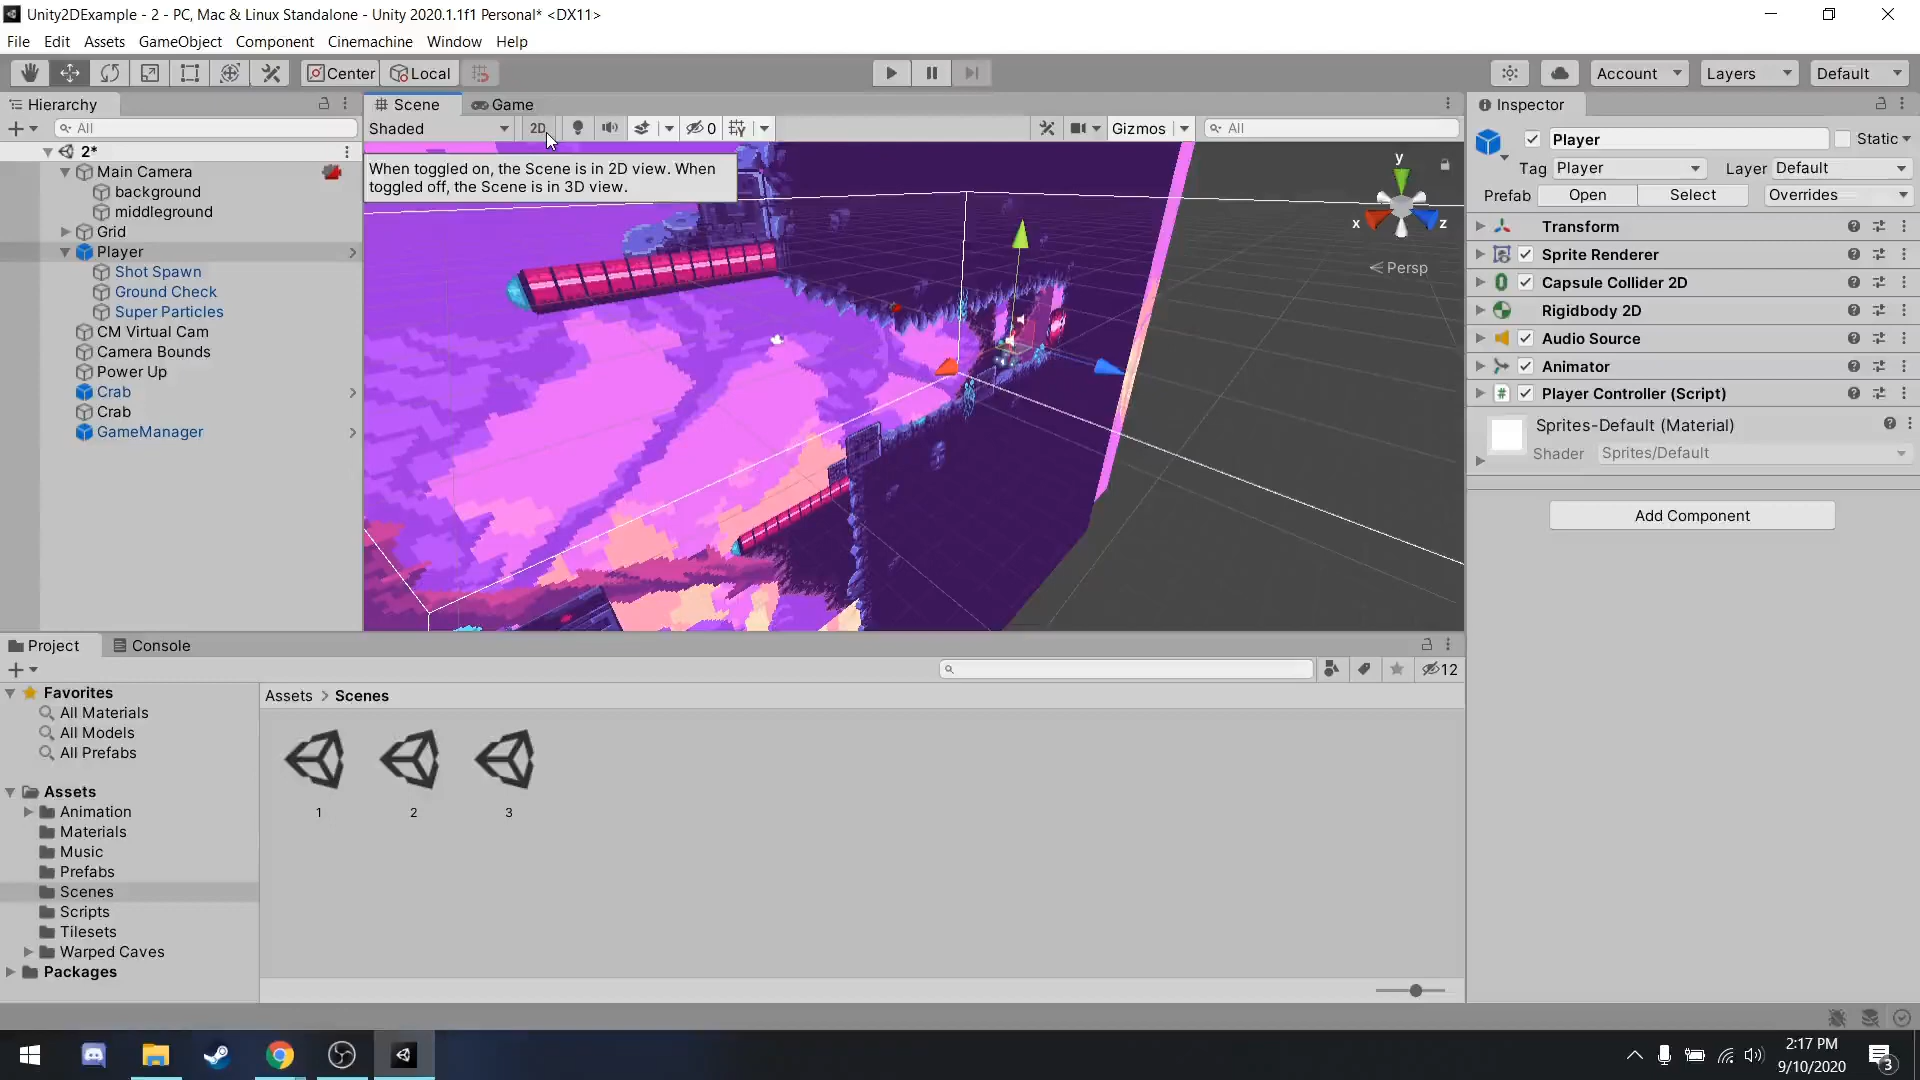 Unity2DExample - 2 - PC, Mac & Linux Standalone - Unity 2020.1.1f1 Personal* <DX11>
File Edit Assets GameObject Component Cinemachine Window Help
Center Local Account Layers Default
Hierarchy
All
2*
Main Camera
background
middleground
Grid
Player
Shot Spawn
Ground Check
Super Particles
CM Virtual Cam
Camera Bounds
Power Up
Crab
Crab
GameManager
Scene Game
Shaded 2D 0 Gizmos All
When toggled on, the Scene is in 2D view. When
toggled off, the Scene is in 3D view.
y
x
z
Persp
Inspector
Player Static
Tag Player Layer Default
Prefab Open Select Overrides
Transform
Sprite Renderer
Capsule Collider 2D
Rigidbody 2D
Audio Source
Animator
# Player Controller (Script)
Sprites-Default (Material)
Shader Sprites/Default
Add Component
Project Console
12
Favorites
All Materials
All Models
All Prefabs
Assets
Animation
Materials
Music
Prefabs
Scenes
Scripts
Tilesets
Warped Caves
Packages
Assets > Scenes
1 2 3
2:17 PM
9/10/2020
3